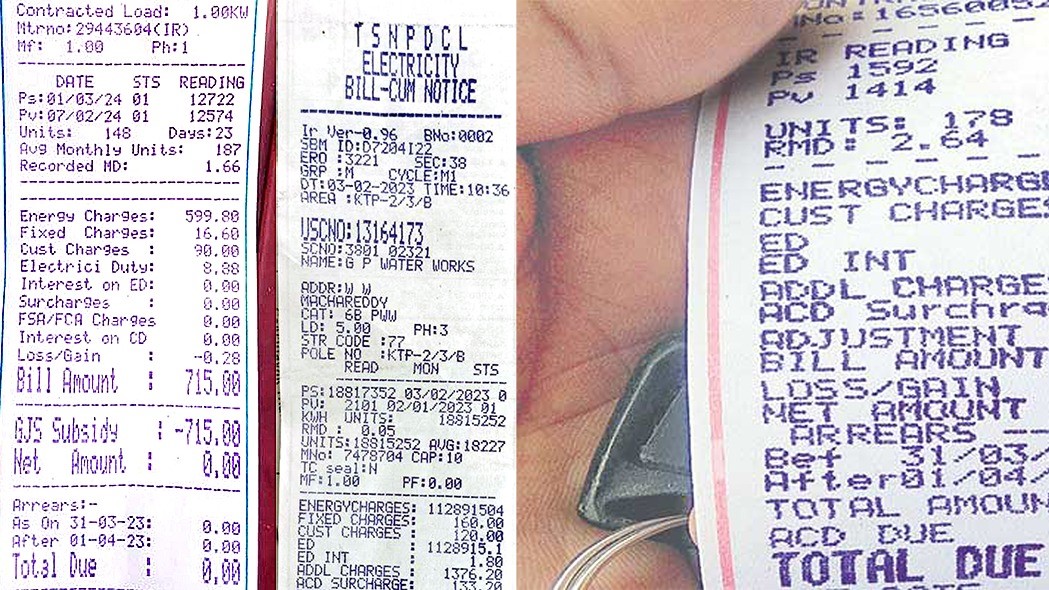 Contracted Load: 1.00KW
Mtrno:29443604(IR)
Mf: 1.00 Ph:1
DATE STS READING
Ps:01/03/24 01 12722
Pv:07/02/24 01 12574
Units: 148 Days:23
Avg Monthly Units: 187
Recorded MD: 1.66
Energy Charges: 599.80
Fixed Charges: 16.60
Cust Charges : 90.00
Electrici Duty: 8.88
Interest on ED: 0.00
Surcharges : 0.00
FSA/FCA Charges 0.00
Interest on CD 0.00
Loss/Gain : -0.28
Bill Amount : 715.00
GJS Subsidy : -715.00
Net Amount : 0.00
Arrears:-
As On 31-03-23: 0.00
After 01-04-23: 0.00
Total Due : 0.00
TSNPDCL
ELECTRICITY
BILL-CUM NOTICE
Ir Ver-0.96 BNo:0002
SBM ID:D7204I22
ERO :3221 SEC:38
GRP :M CYCLE:M1
DT:03-02-2023 TIME:10:36
AREA :KTP-2/3/B
USCNO:13164173
SCNO:3801 02321
NAME:G P WATER WORKS
ADDR:W W
MACHAREDDY
CAT: 6B PWW
LD: 5.00 PH:3
STR CODE :77
POLE NO :KTP-2/3/B
READ MON STS
PS:18817352 03/02/2023 0
PV: 2101 02/01/2023 01
KWH UNITS: 18815252
RMD : 0.05
UNITS:18815252 AVG:18227
MNo: 7478704 CAP:10
TC seal:N
MF:1.00 PF:0.00
ENERGYCHARGES: 112891504
FIXED CHARGES: 160.00
CUST CHARGES : 120.00
ED : 1128915.1
ED INT : 1.80
ADDL CHARGES : 1376.20
ACD SURCHARGE: 133.20
IR READING
Ps 1592
Pv 1414
UNITS: 178
RMD: 2.64
ENERGYCHARGE
CUST CHARGES
ED
ED INT
ADDL CHARGE
ACD Surchra
ADJUSTMENT
BILL AMOUNT
LOSS/GAIN
NET AMOUNT
ARREARS --
Bef 31/03/
After01/04/
TOTAL AMOUN
ACD DUE
TOTAL DUE